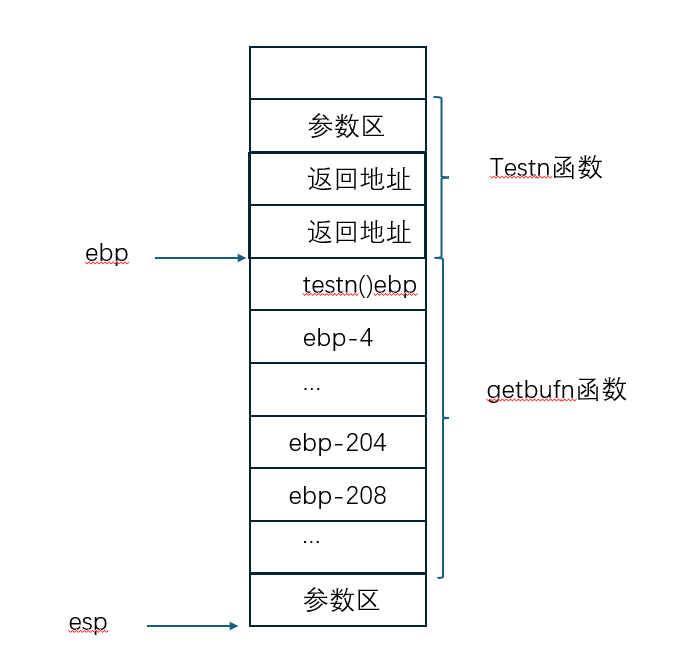 参数区
返回地址
Testn函数
返回地址
ebp
testn()ebp
ebp-4
...
getbufn函数
ebp-204
ebp-208
...
参数区
esp